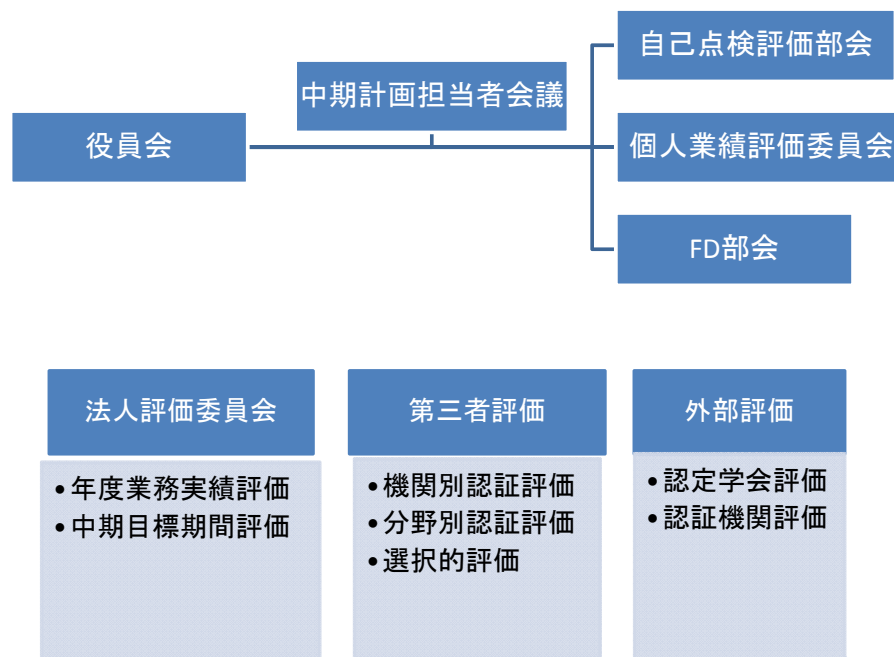 自己点検評価部会
中期計画担当者会議
役員会
個人業績評価委員会
FD部会
法人評価委員会
•年度業務実績評価
•中期目標期間評価
第三者評価
•機関別認証評価
•分野別認証評価
•選択的評価
外部評価
•認定学会評価
•認証機関評価